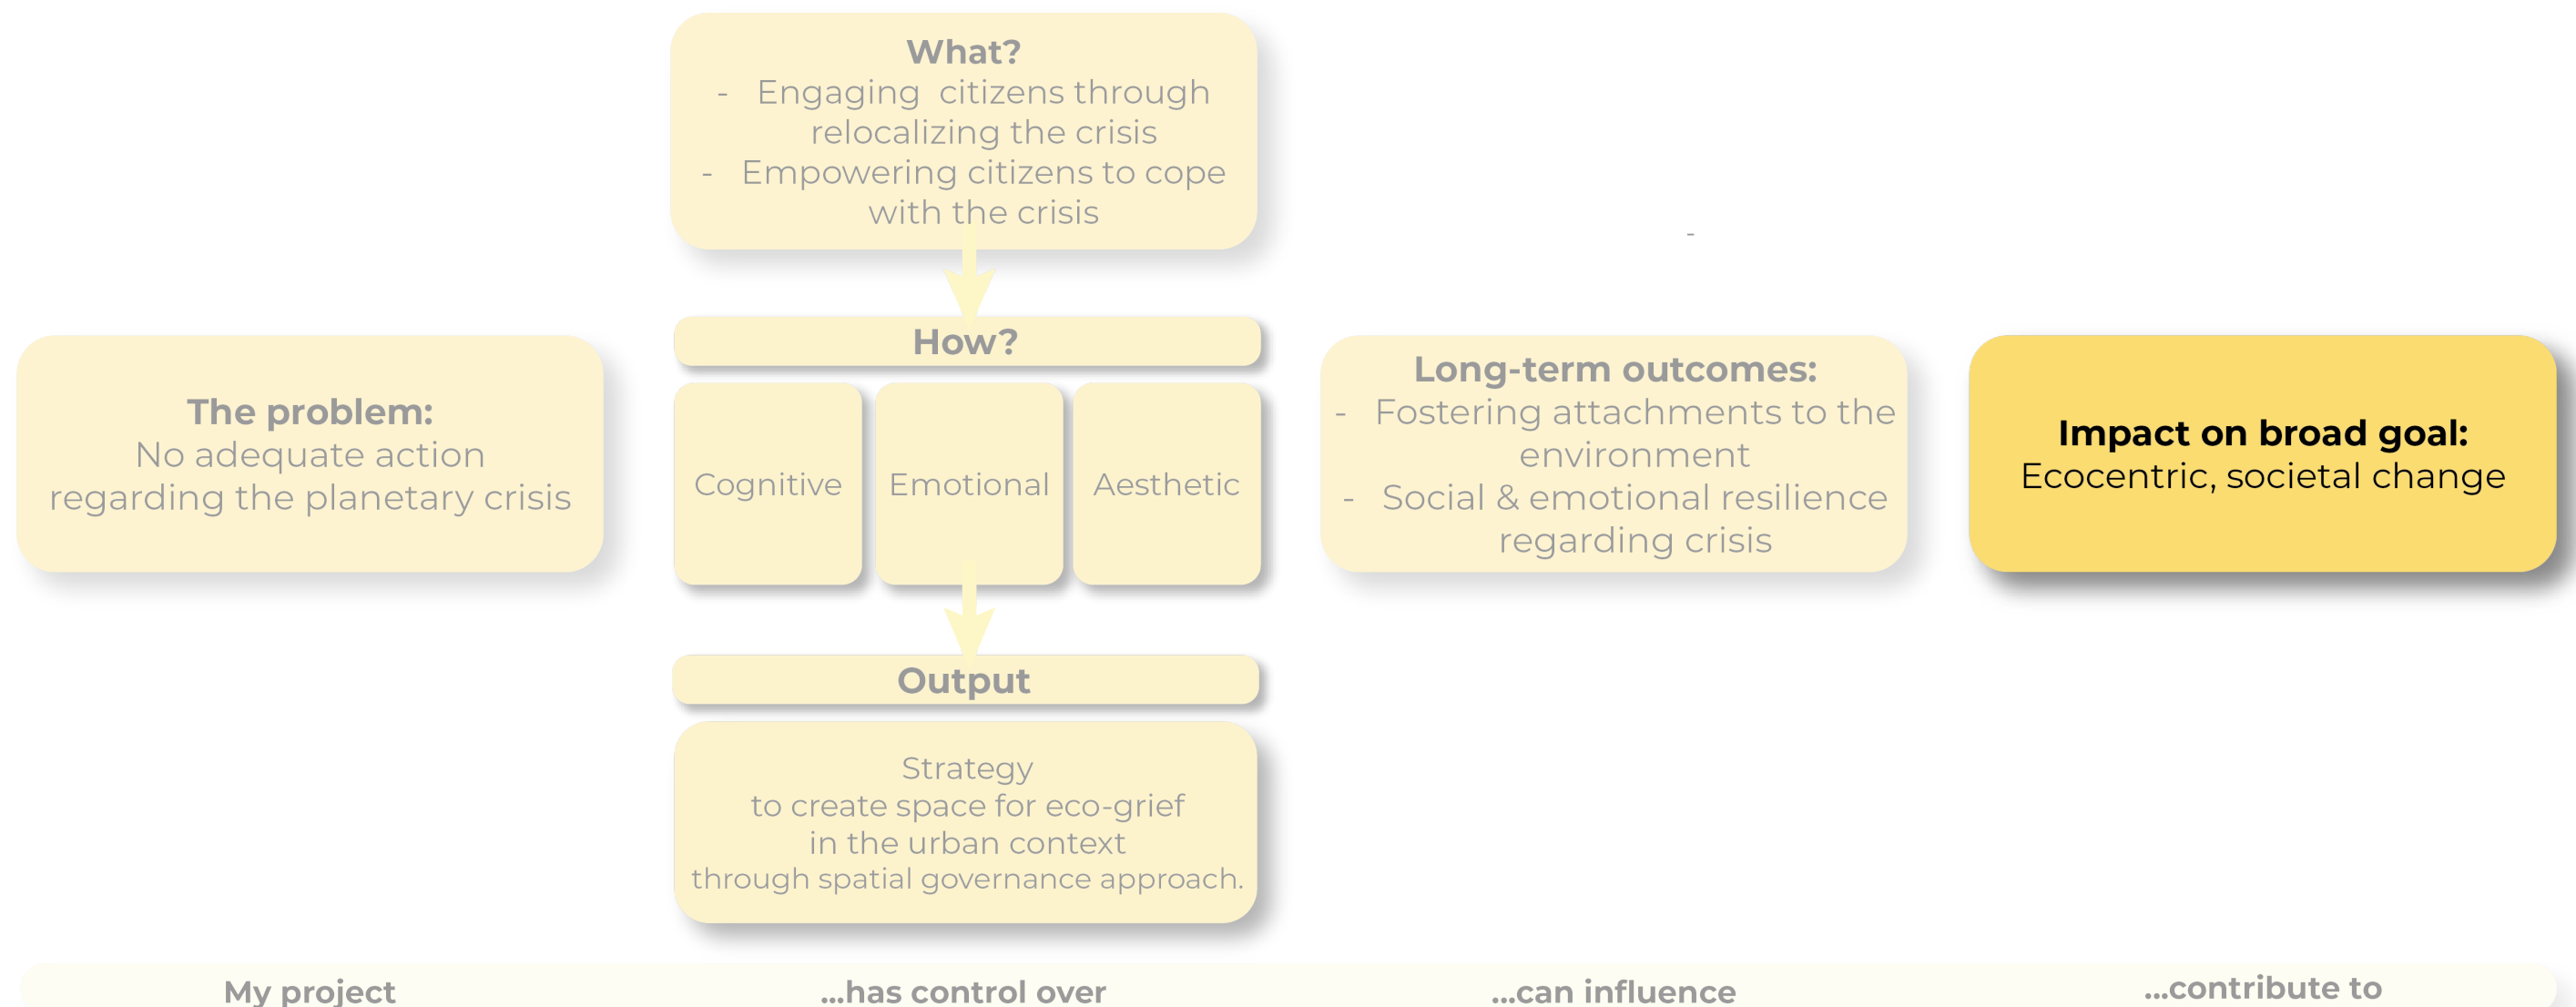 What?
- Engaging citizens through
relocalizing the crisis
- Empowering citizens to cope
with the crisis
-
How?
The problem:
No adequate action
regarding the planetary crisis
Cognitive
Emotional
Aesthetic
Long-term outcomes:
- Fostering attachments to the
environment
- Social & emotional resilience
regarding crisis
Impact on broad goal:
Ecocentric, societal change
Output
Strategy
to create space for eco-grief
in the urban context
through spatial governance approach.
My project
...has control over
...can influence
...contribute to